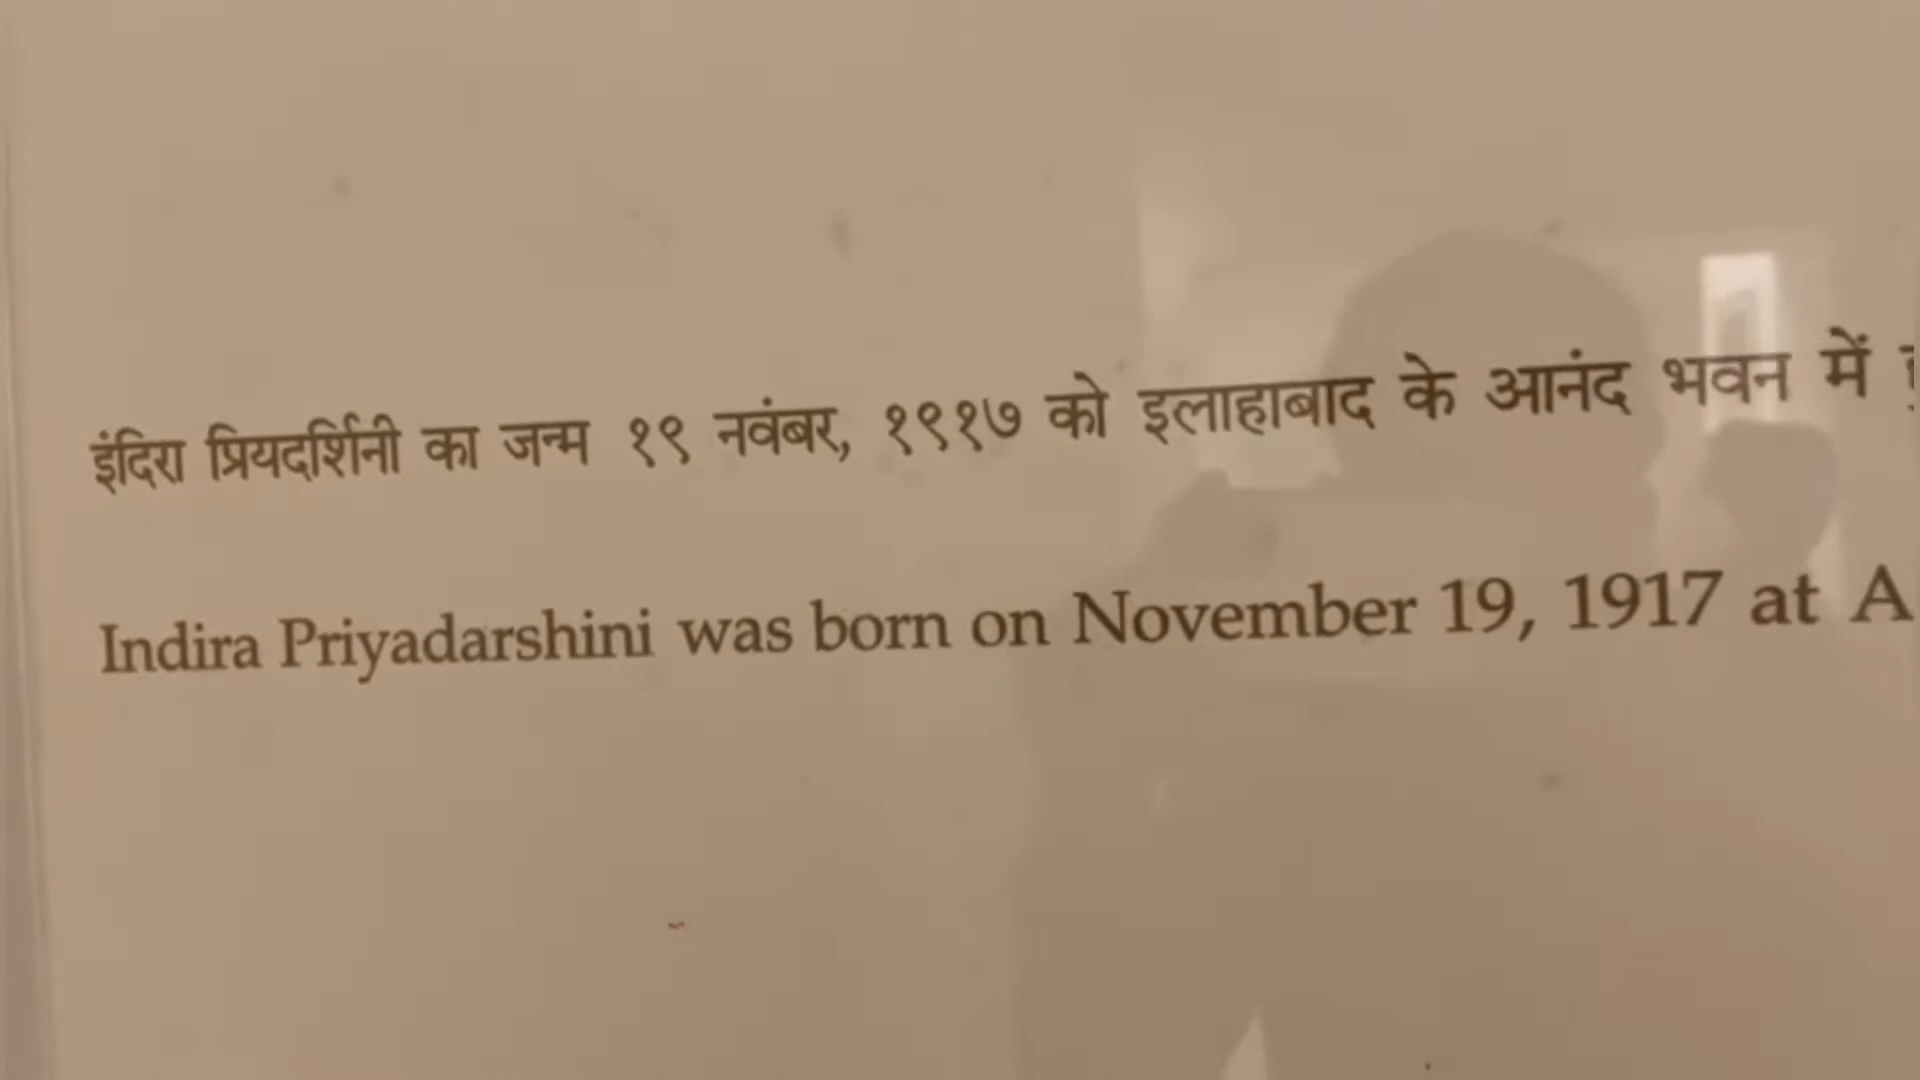 इंदिरा प्रियदर्शिनी का जन्म १९ नवंबर, १९१७ को इलाहाबाद के आनंद भवन में
Indira Priyadarshini was born on November 19, 1917 at A